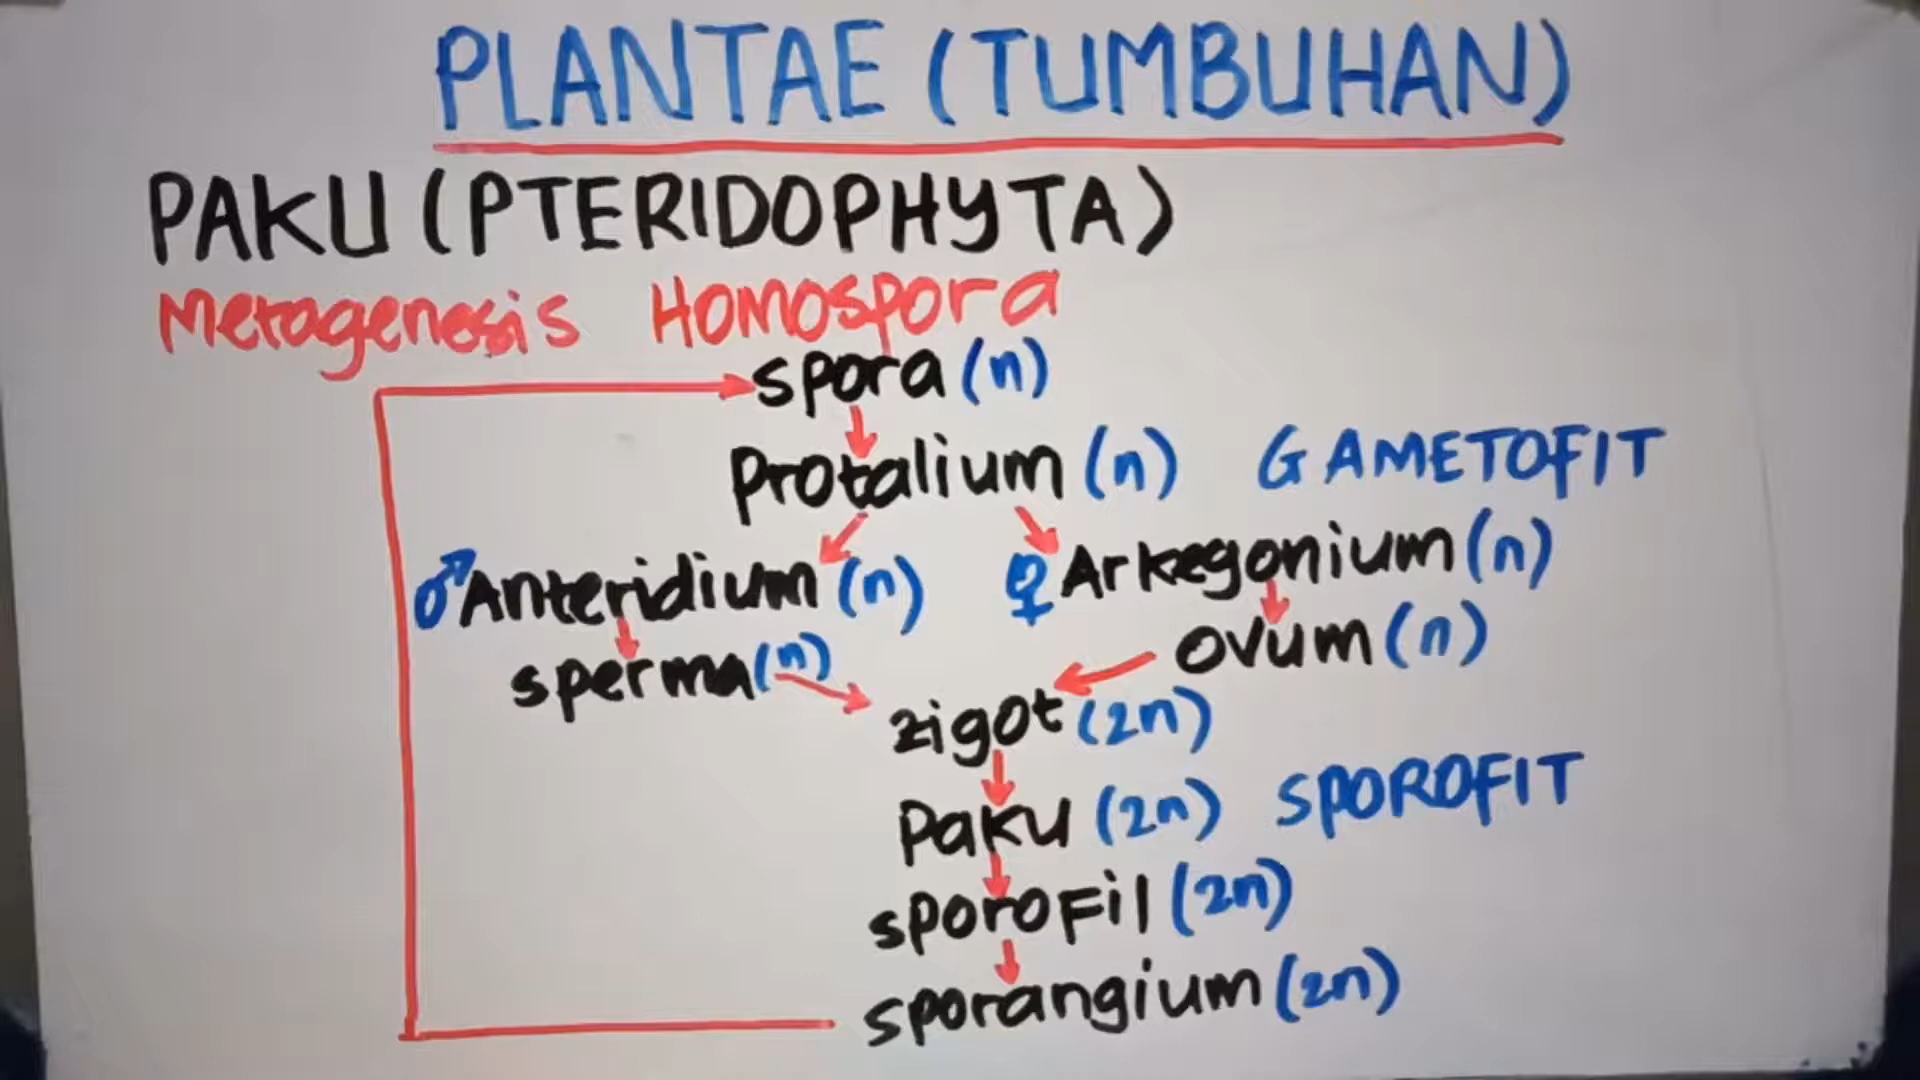 PLANTAE (TUMBUHAN)
PAKU (PTERIDOPHYTA)
Metagenesis Homospora
spora (n)
Protalium (n) GAMETOFIT
♂ Anteridium (n) ♀ Arkegonium (n)
sperma (n) ovum (n)
zigot (2n)
Paku (2n) SPOROFIT
sporofil (2n)
sporangium (2n)